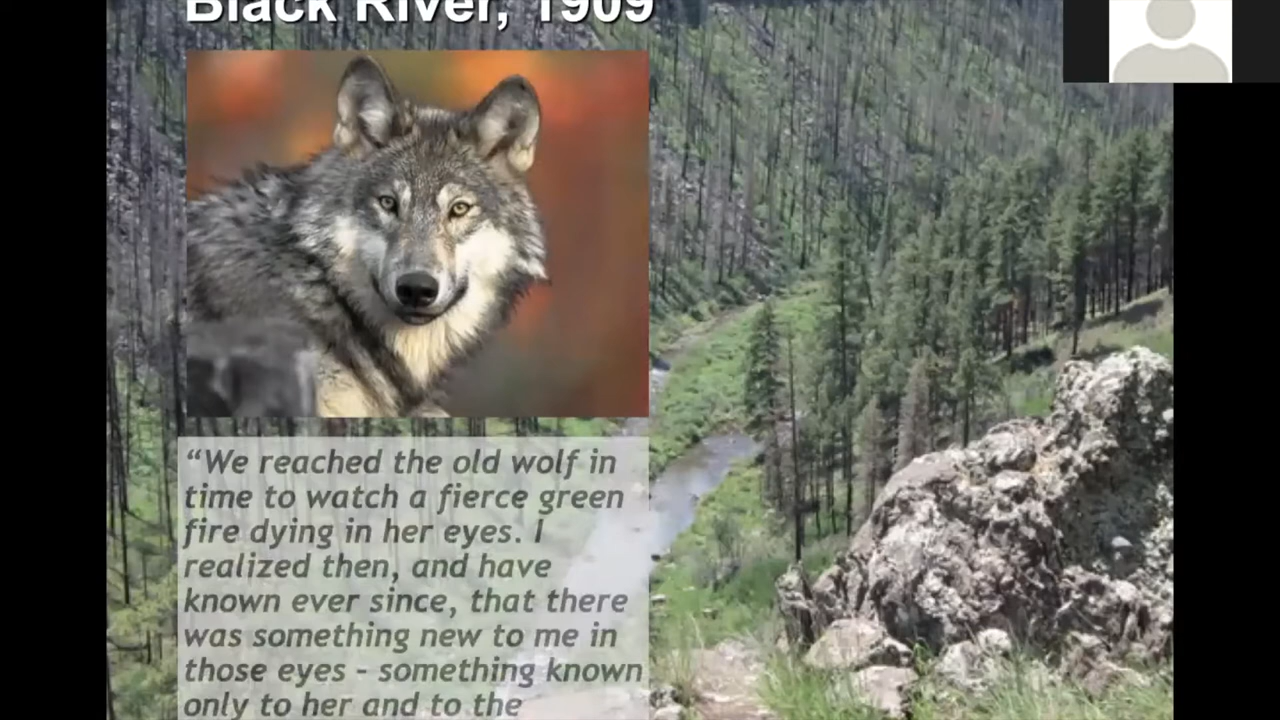 Black River, 1909
“We reached the old wolf in
time to watch a fierce green
fire dying in her eyes. I
realized then, and have
known ever since, that there
was something new to me in
those eyes – something known
only to her and to the